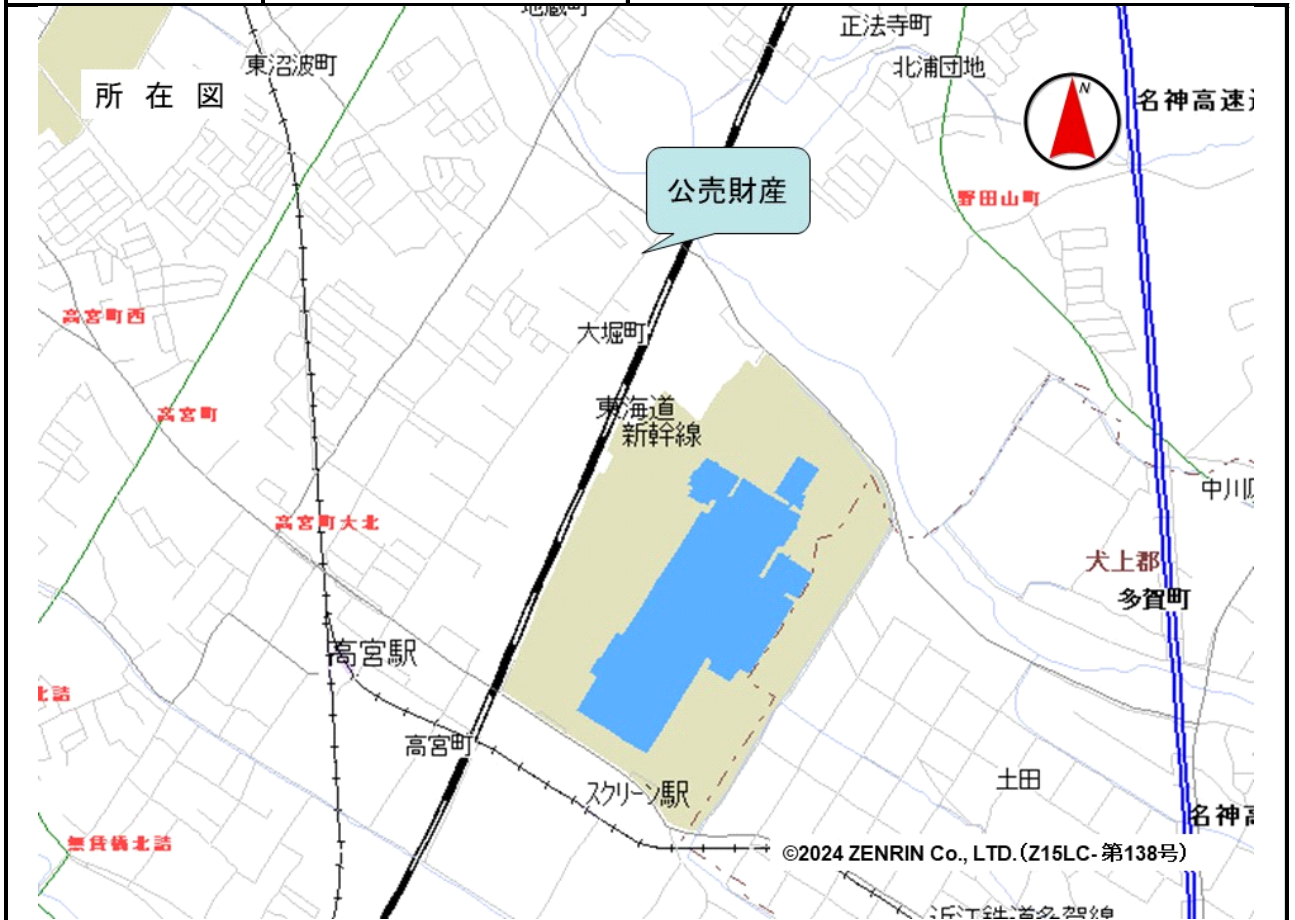 地蔵町
正法寺町
東沼波町
北浦団地
所在図
N
名神高速
公売財産
野田山町
高宮町西
大堀町
高宮町
東海道
新幹線
中川原
高宮町大北
犬上郡
多賀町
高宮駅
北詰
高宮町
土田
スクリーン駅
名神高
無賃橋北詰
©2024 ZENRIN Co., LTD.(Z15LC-第138号)
近江鉄道多賀線